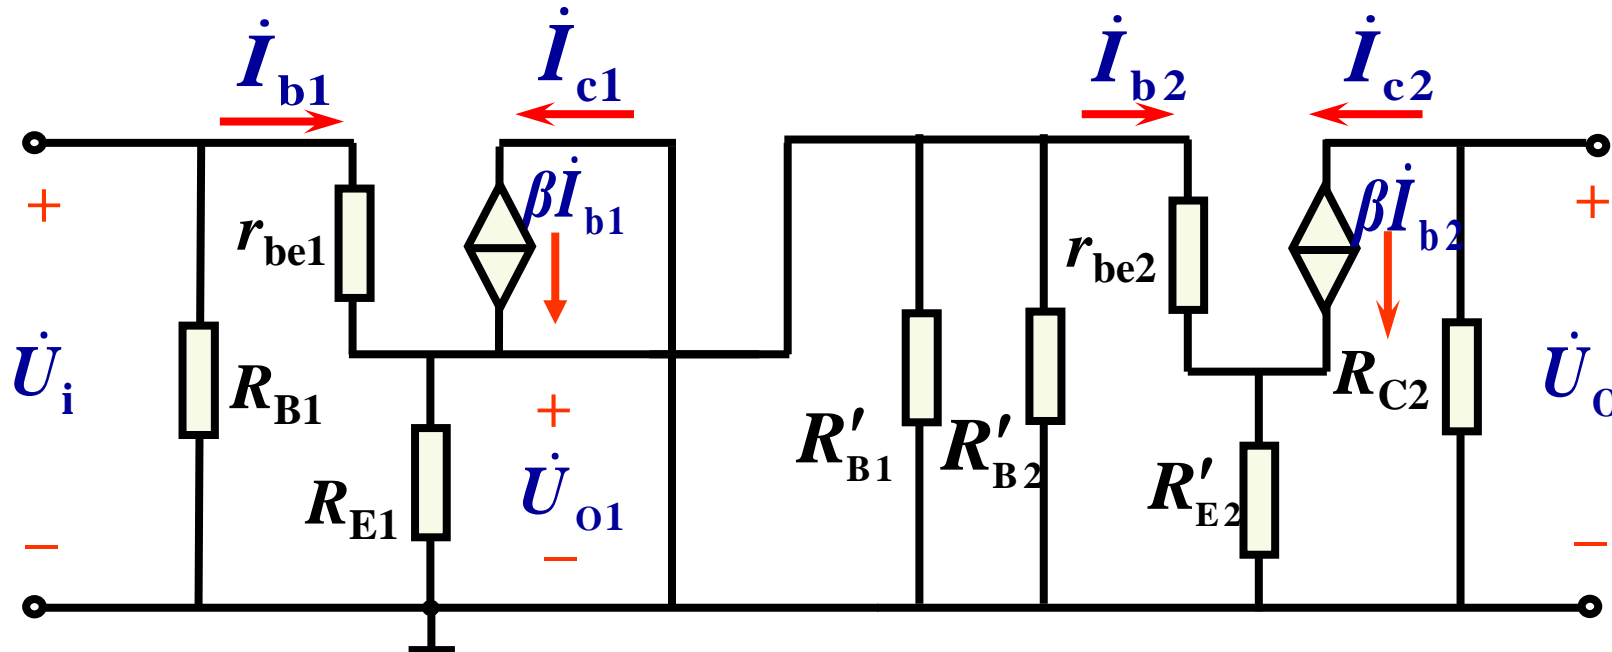 İb1
İc1
İb2
İc2
+
rbe1
βİb1
rbe2
βİb2
+
U̇i
RB1
+
R′B1
R′B2
RC2
U̇O
−
RE1
U̇O1
−
R′E2
−